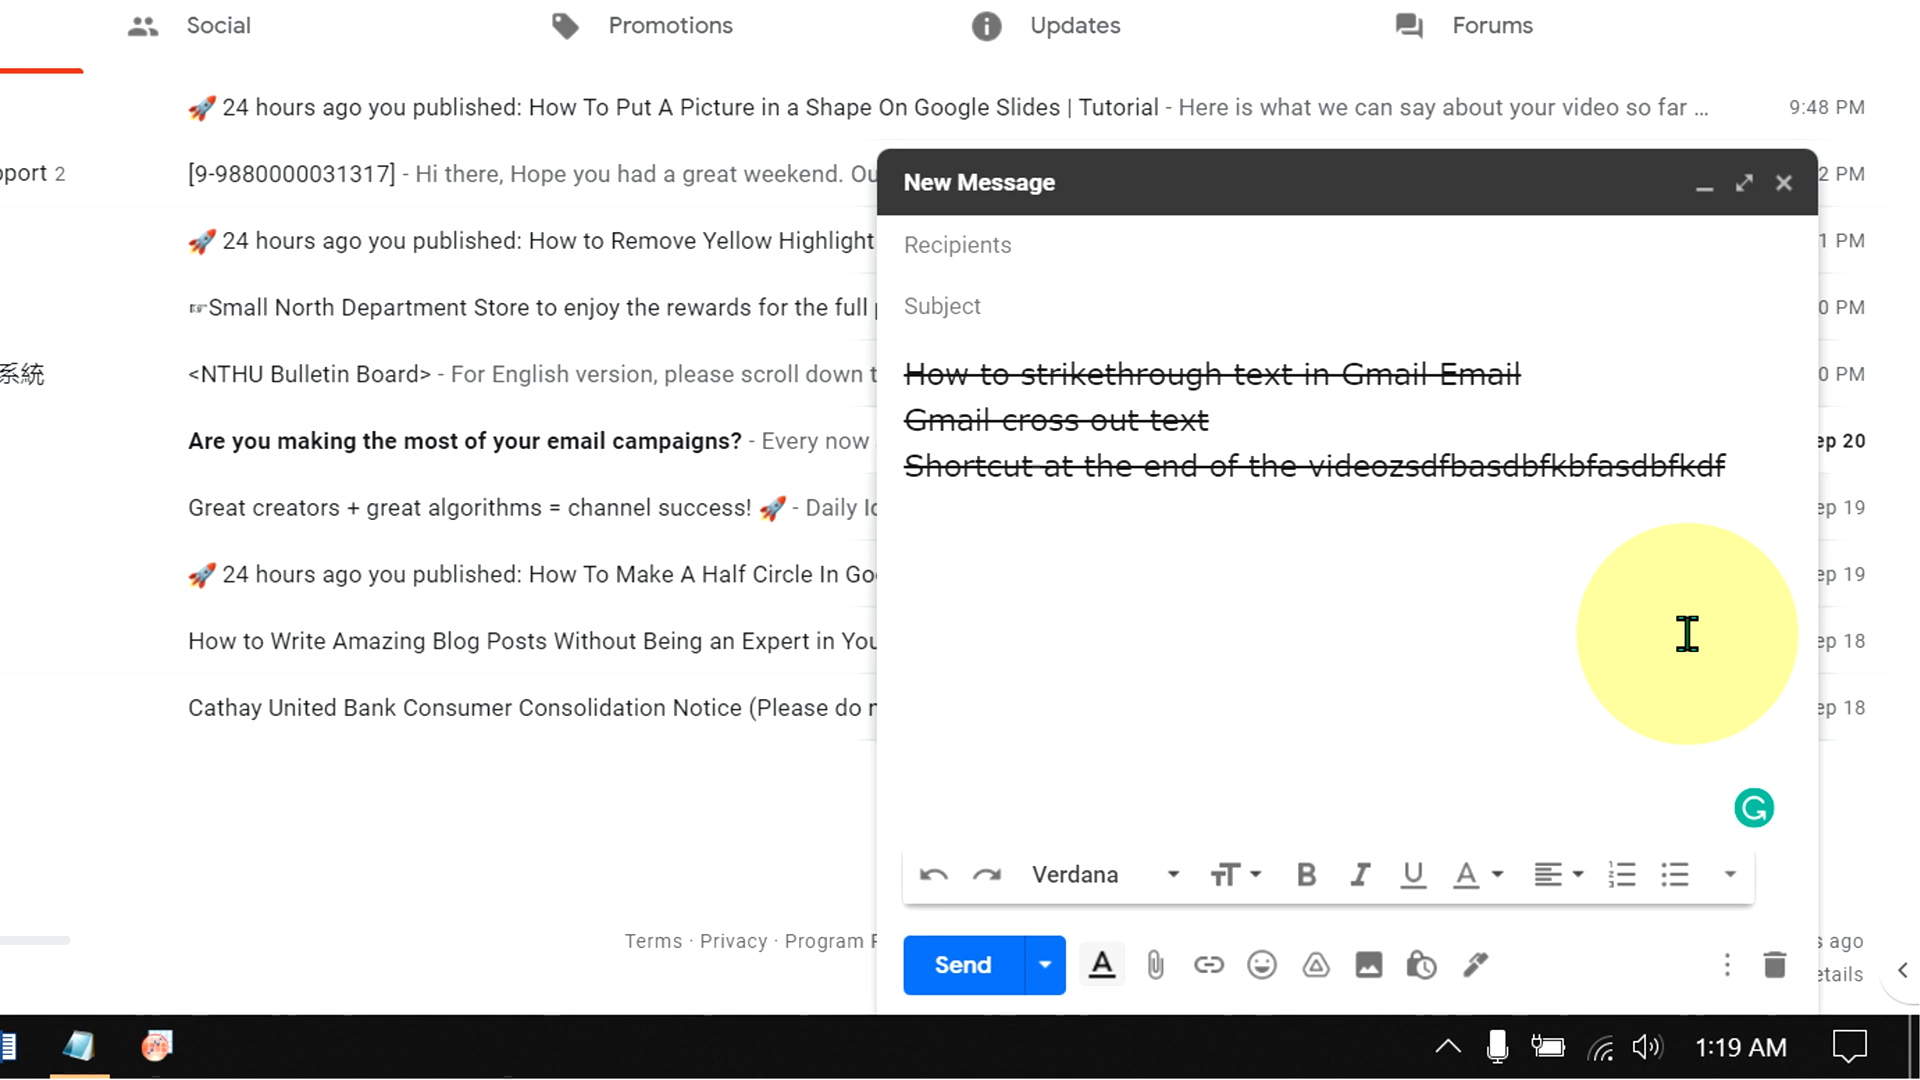 Social Promotions Updates Forums
🚀 24 hours ago you published: How To Put A Picture in a Shape On Google Slides | Tutorial - Here is what we can say about your video so far ... 9:48 PM
pport 2 [9-9880000031317] - Hi there, Hope you had a great weekend. Ou 2 PM
🚀 24 hours ago you published: How to Remove Yellow Highlight 1 PM
☞Small North Department Store to enjoy the rewards for the full 0 PM
系統 <NTHU Bulletin Board> - For English version, please scroll down t 0 PM
Are you making the most of your email campaigns? - Every now ep 20
Great creators + great algorithms = channel success! 🚀 - Daily Id ep 19
🚀 24 hours ago you published: How To Make A Half Circle In Goo ep 19
How to Write Amazing Blog Posts Without Being an Expert in You ep 18
Cathay United Bank Consumer Consolidation Notice (Please do n ep 18
New Message
Recipients
Subject
How to strikethrough text in Gmail Email
Gmail cross out text
Shortcut at the end of the videozsdfbasdbfkbfasdbfkdf
Verdana
Send
Terms · Privacy · Program P
s ago
etails
1:19 AM